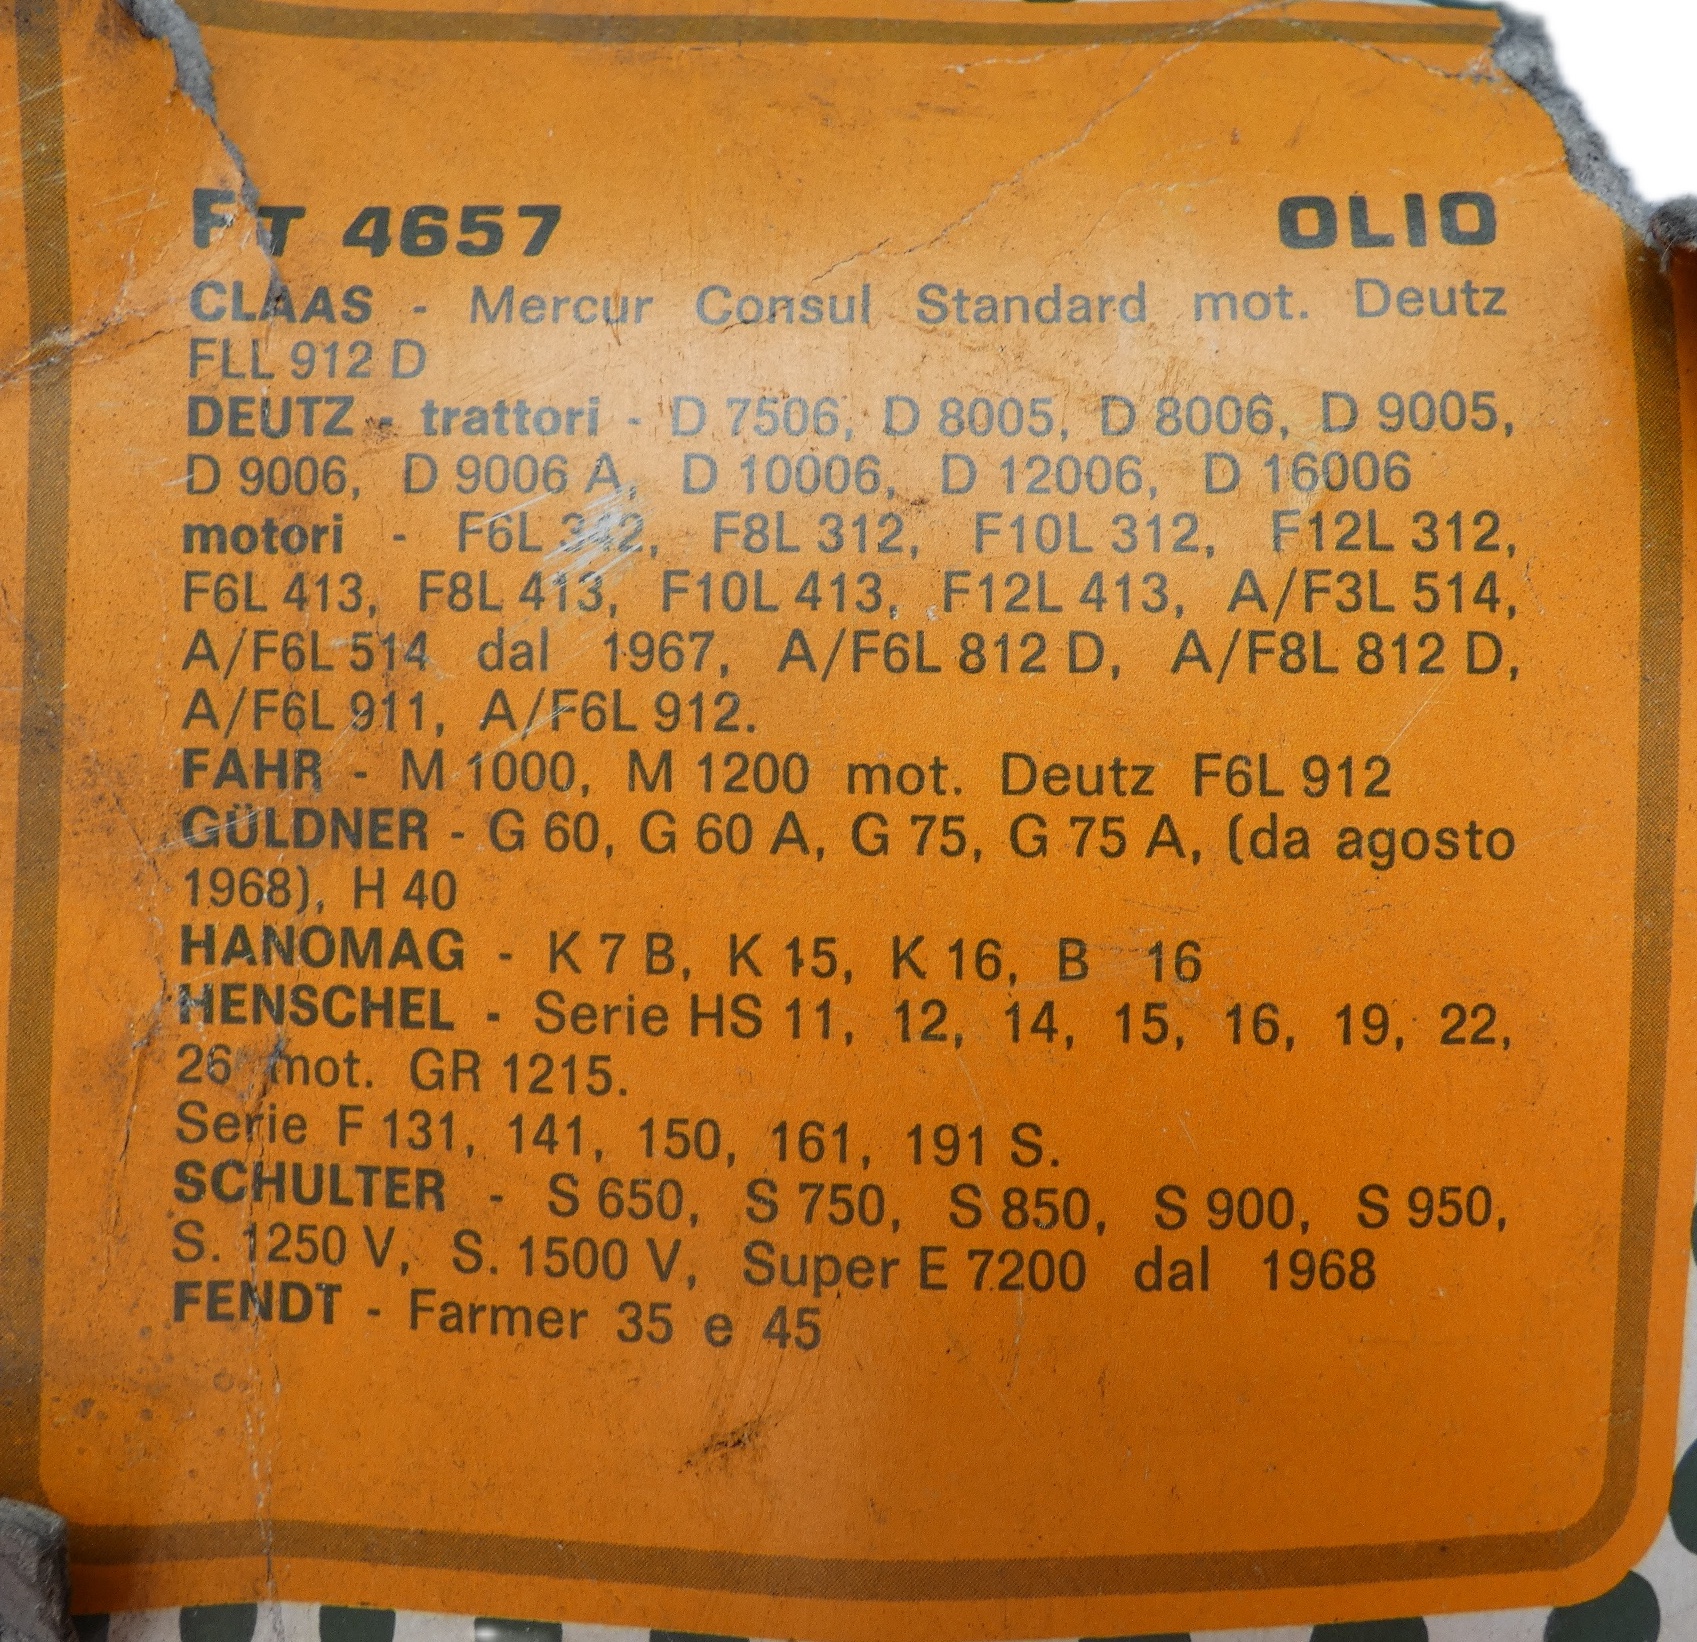 FT 4657 OLIO
CLAAS - Mercur Consul Standard mot. Deutz
FLL 912 D
DEUTZ - trattori - D 7506, D 8005, D 8006, D 9005,
D 9006, D 9006 A, D 10006, D 12006, D 16006
motori - F6L 312, F8L 312, F10L 312, F12L 312,
F6L 413, F8L 413, F10L 413, F12L 413, A/F3L 514,
A/F6L 514 dal 1967, A/F6L 812 D, A/F8L 812 D,
A/F6L 911, A/F6L 912.
FAHR - M 1000, M 1200 mot. Deutz F6L 912
GÜLDNER - G 60, G 60 A, G 75, G 75 A, (da agosto
1968), H 40
HANOMAG - K 7 B, K 15, K 16, B 16
HENSCHEL - Serie HS 11, 12, 14, 15, 16, 19, 22,
26 mot. GR 1215.
Serie F 131, 141, 150, 161, 191 S.
SCHULTER - S 650, S 750, S 850, S 900, S 950,
S. 1250 V, S. 1500 V, Super E 7200 dal 1968
FENDT - Farmer 35 e 45